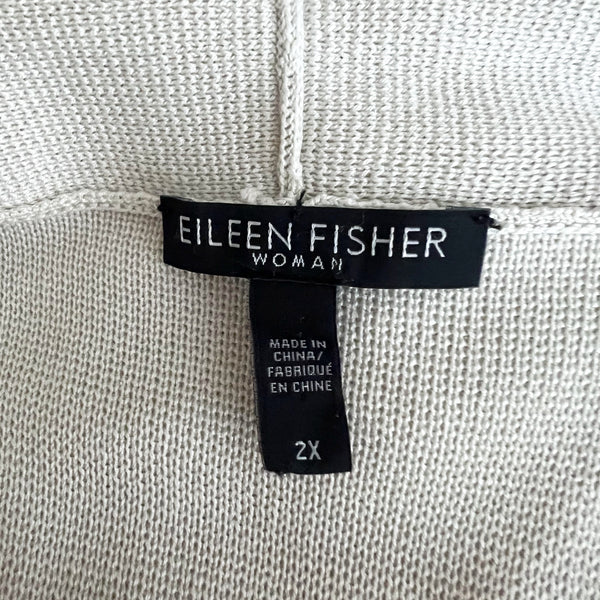 EILEEN FISHER
WOMAN
MADE IN
CHINA/
FABRIQUÉ
EN CHINE
2X